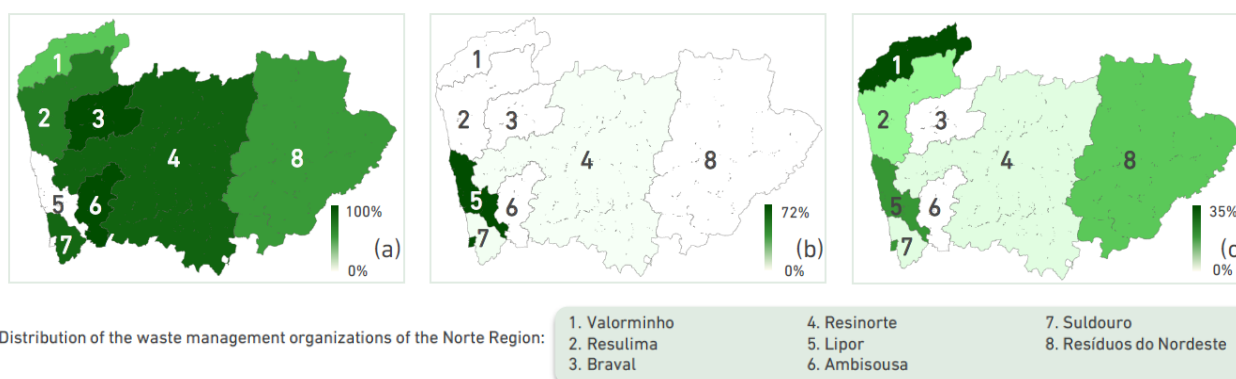 1
2
3
4
5
6
7
8
100%
0%
(a)
1
2
3
4
5
6
7
8
72%
0%
(b)
1
2
3
4
5
6
7
8
35%
0%
(c
Distribution of the waste management organizations of the Norte Region:
1. Valorminho
2. Resulima
3. Braval
4. Resinorte
5. Lipor
6. Ambisousa
7. Suldouro
8. Resíduos do Nordeste